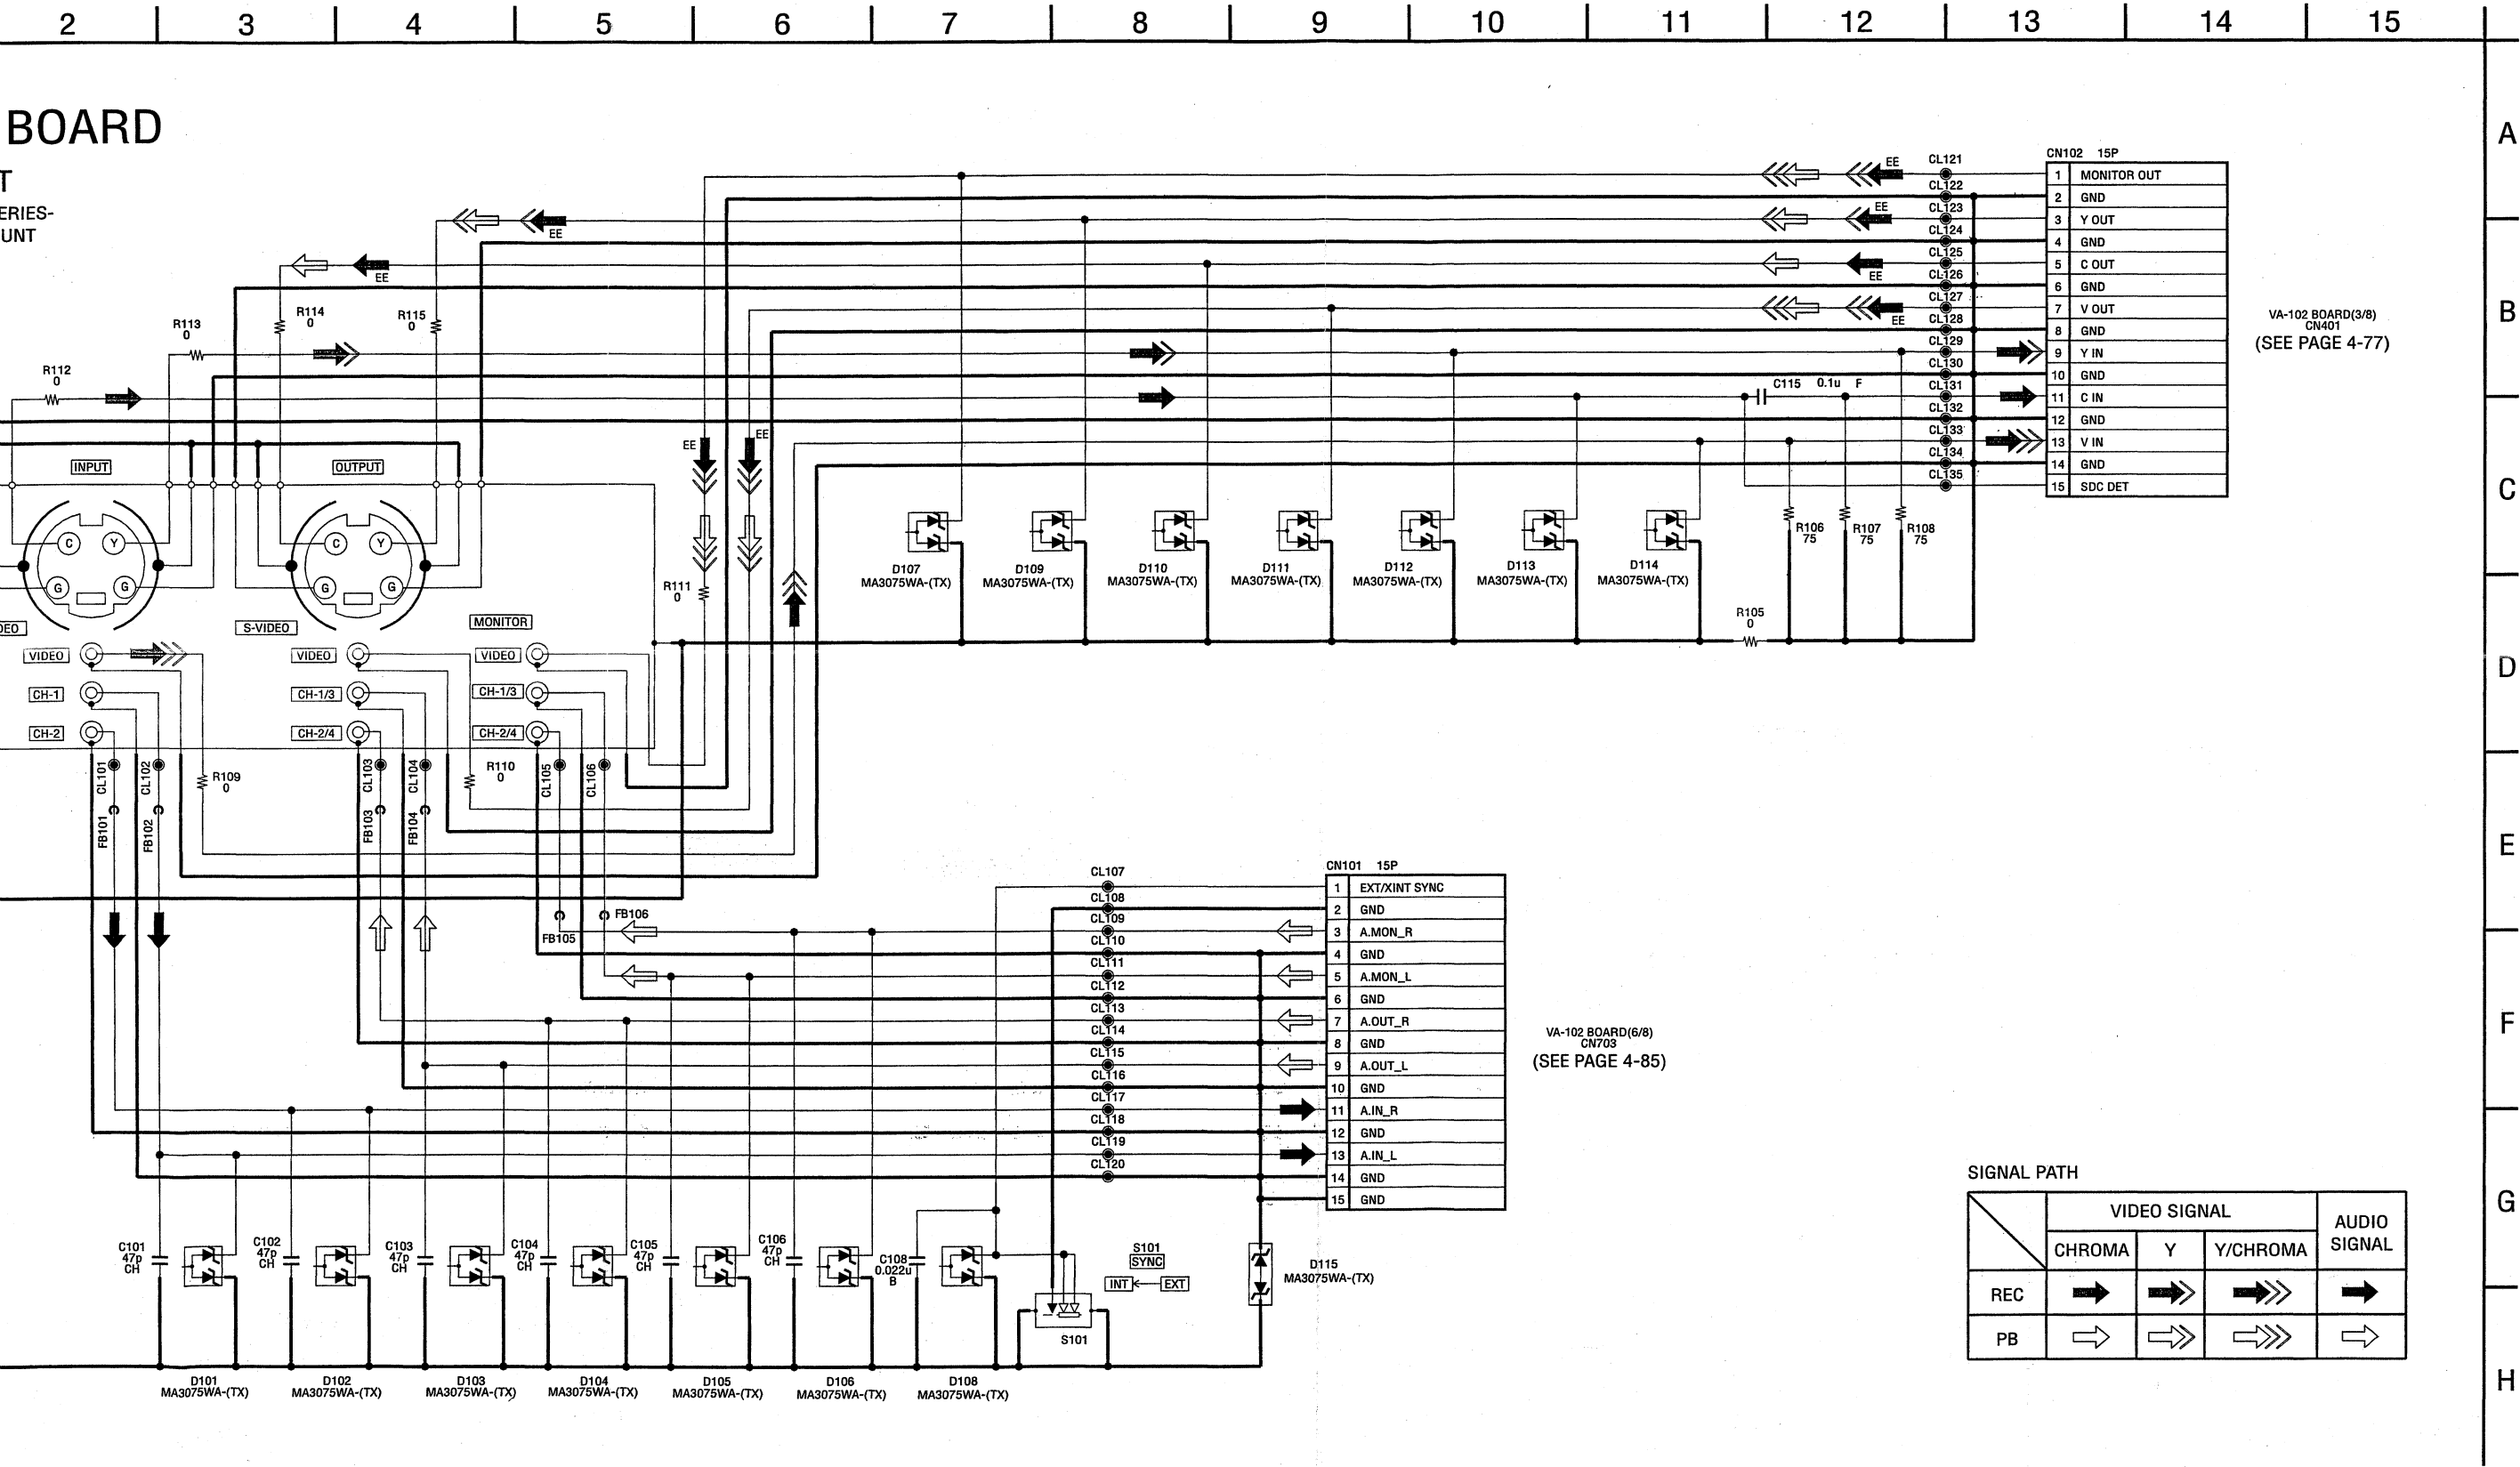 2 3 4 5 6 7 8 9 10 11 12 13 14 15
A
B
C
D
E
F
G
H
BOARD
T
ERIES-
UNT
CN102 15P
1 MONITOR OUT
2 GND
3 Y OUT
4 GND
5 C OUT
6 GND
7 V OUT
8 GND
9 Y IN
10 GND
11 C IN
12 GND
13 V IN
14 GND
15 SDC DET
VA-102 BOARD(3/8)
CN401
(SEE PAGE 4-77)
CL121
CL122
CL123
CL124
CL125
CL126
CL127
CL128
CL129
CL130
CL131
CL132
CL133
CL134
CL135
EE
EE
EE
EE
EE
EE
EE
EE
C115 0.1u F
R112
0
R113
0
R114
0
R115
0
INPUT
OUTPUT
C Y
G G
C Y
G G
DEO
S-VIDEO
MONITOR
VIDEO
CH-1
CH-2
VIDEO
CH-1/3
CH-2/4
VIDEO
CH-1/3
CH-2/4
R111
0
D107
MA3075WA-(TX)
D109
MA3075WA-(TX)
D110
MA3075WA-(TX)
D111
MA3075WA-(TX)
D112
MA3075WA-(TX)
D113
MA3075WA-(TX)
D114
MA3075WA-(TX)
R105
0
R106
75
R107
75
R108
75
CL101
CL102
CL103
CL104
CL105
CL106
R109
0
R110
0
FB101
FB102
FB103
FB104
FB105
FB106
CL107
CL108
CL109
CL110
CL111
CL112
CL113
CL114
CL115
CL116
CL117
CL118
CL119
CL120
CN101 15P
1 EXT/XINT SYNC
2 GND
3 A.MON_R
4 GND
5 A.MON_L
6 GND
7 A.OUT_R
8 GND
9 A.OUT_L
10 GND
11 A.IN_R
12 GND
13 A.IN_L
14 GND
15 GND
VA-102 BOARD(6/8)
CN703
(SEE PAGE 4-85)
C101
47p
CH
C102
47p
CH
C103
47p
CH
C104
47p
CH
C105
47p
CH
C106
47p
CH
C108
0.022u
B
S101
SYNC
INT EXT
S101
D115
MA3075WA-(TX)
D101
MA3075WA-(TX)
D102
MA3075WA-(TX)
D103
MA3075WA-(TX)
D104
MA3075WA-(TX)
D105
MA3075WA-(TX)
D106
MA3075WA-(TX)
D108
MA3075WA-(TX)
SIGNAL PATH
VIDEO SIGNAL
AUDIO
SIGNAL
CHROMA Y Y/CHROMA
REC
PB